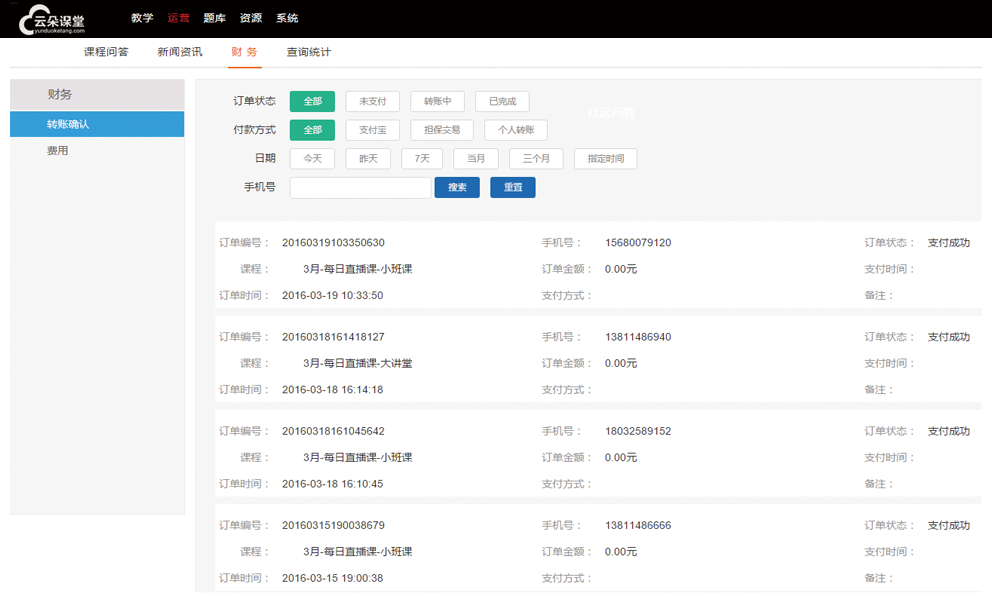 云朵课堂
yunduoketang.com
教学 运营 题库 资源 系统
课程问答 新闻资讯 财 务 查询统计
财务
转账确认
费用
订单状态 全部 未支付 转账中 已完成
社区问答
付款方式 全部 支付宝 担保交易 个人转账
日期 今天 昨天 7天 当月 三个月 指定时间
手机号 搜索 重置
订单编号： 20160319103350630 手机号： 15680079120 订单状态： 支付成功
课程： 3月-每日直播课-小班课 订单金额： 0.00元 支付时间：
订单时间： 2016-03-19 10:33:50 支付方式： 备注：
订单编号： 20160318161418127 手机号： 13811486940 订单状态： 支付成功
课程： 3月-每日直播课-大讲堂 订单金额： 0.00元 支付时间：
订单时间： 2016-03-18 16:14:18 支付方式： 备注：
订单编号： 20160318161045642 手机号： 18032589152 订单状态： 支付成功
课程： 3月-每日直播课-小班课 订单金额： 0.00元 支付时间：
订单时间： 2016-03-18 16:10:45 支付方式： 备注：
订单编号： 20160315190038679 手机号： 13811486666 订单状态： 支付成功
课程： 3月-每日直播课-小班课 订单金额： 0.00元 支付时间：
订单时间： 2016-03-15 19:00:38 支付方式： 备注：